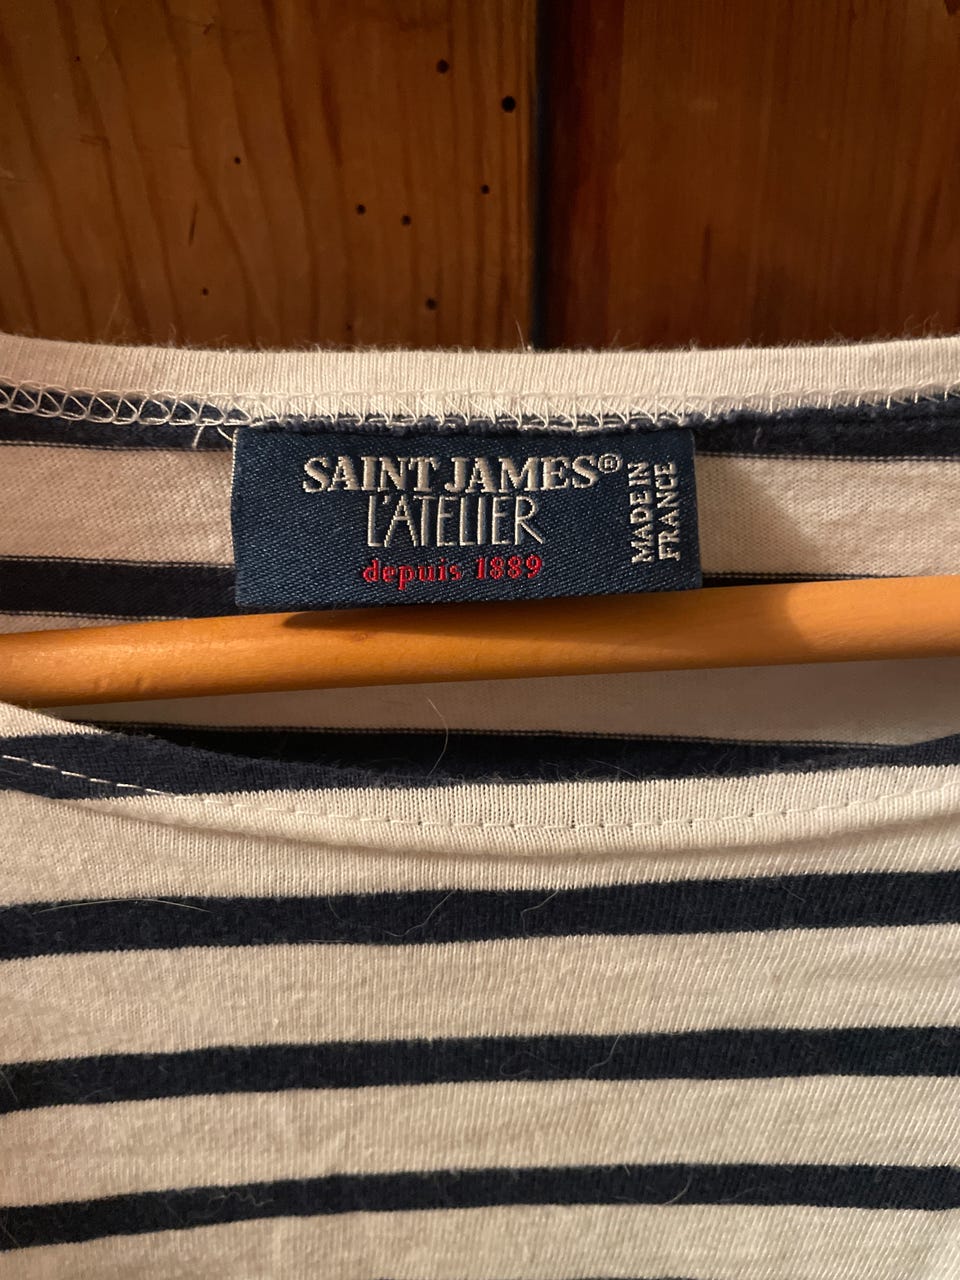 SAINT JAMES®
L'ATELIER
depuis 1889
MADE IN
FRANCE